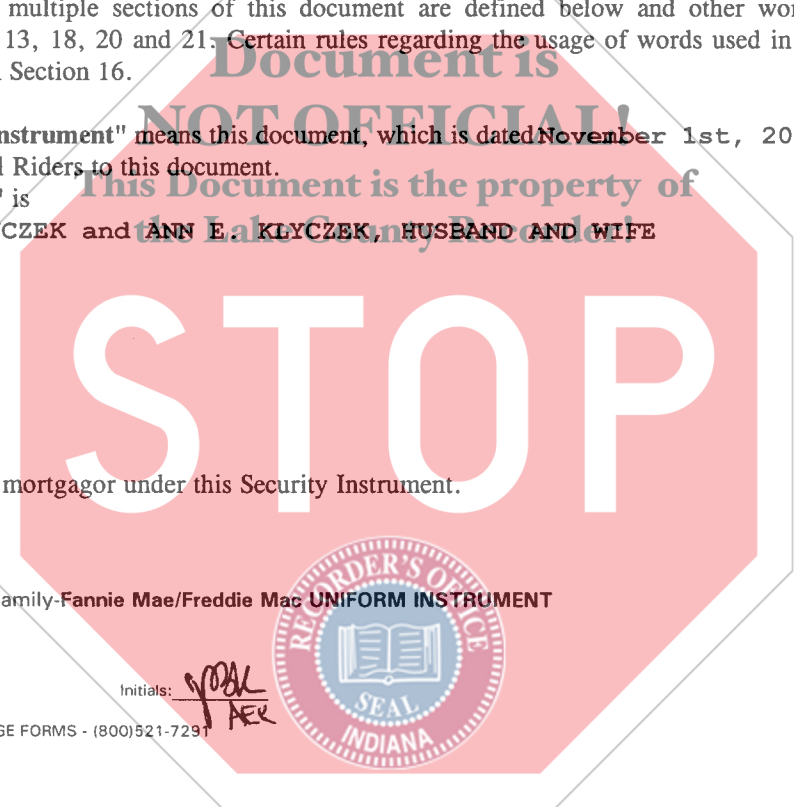 multiple sections of this document are defined below and other wor
13, 18, 20 and 21. Certain rules regarding the usage of words used in
Section 16.
Document is
NOT OFFICIAL!
This Document is the property of
the Lake County Recorder!
nstrument" means this document, which is dated November 1st, 20
Riders to this document.
" is
CZEK and ANN E. KLYCZEK, HUSBAND AND WIFE
STOP
mortgagor under this Security Instrument.
amily-Fannie Mae/Freddie Mac UNIFORM INSTRUMENT
RECORDER'S OFFICE
SEAL
INDIANA
Initials:
AEK
GE FORMS - (800)521-7291